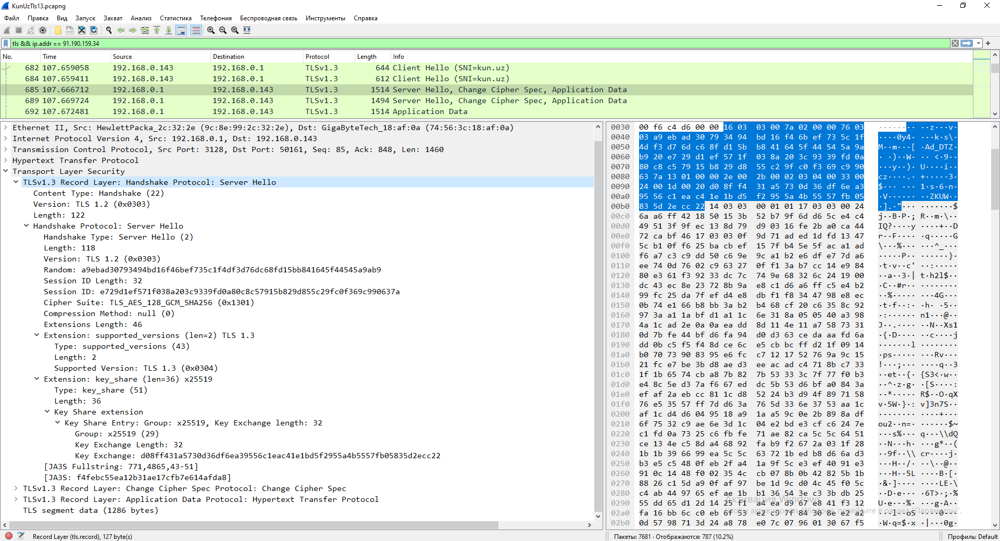 KunUzTls13.pcapng
Файл Правка Вид Запуск Захват Анализ Статистика Телефония Беспроводная связь Инструменты Справка
tls && ip.addr == 91.190.159.34
No. Time Source Destination Protocol Length Info
682 107.659058 192.168.0.143 192.168.0.1 TLSv1.3 644 Client Hello (SNI=kun.uz)
684 107.659411 192.168.0.143 192.168.0.1 TLSv1.3 612 Client Hello (SNI=kun.uz)
685 107.666712 192.168.0.1 192.168.0.143 TLSv1.3 1514 Server Hello, Change Cipher Spec, Application Data
689 107.669724 192.168.0.1 192.168.0.143 TLSv1.3 1494 Server Hello, Change Cipher Spec, Application Data
692 107.672481 192.168.0.1 192.168.0.143 TLSv1.3 1514 Application Data
Ethernet II, Src: HewlettPacka_2c:32:2e (9c:8e:99:2c:32:2e), Dst: GigaByteTech_18:af:0a (74:56:3c:18:af:0a)
Internet Protocol Version 4, Src: 192.168.0.1, Dst: 192.168.0.143
Transmission Control Protocol, Src Port: 3128, Dst Port: 50161, Seq: 85, Ack: 848, Len: 1460
Hypertext Transfer Protocol
Transport Layer Security
TLSv1.3 Record Layer: Handshake Protocol: Server Hello
Content Type: Handshake (22)
Version: TLS 1.2 (0x0303)
Length: 122
Handshake Protocol: Server Hello
Handshake Type: Server Hello (2)
Length: 118
Version: TLS 1.2 (0x0303)
Random: a9ebad30793494bd16f46bef735c1f4df3d76dc68fd15bb841645f44545a9ab9
Session ID Length: 32
Session ID: e729d1ef571f038a203c9339fd0a80c8c57915b829d855c29fc0f369c990637a
Cipher Suite: TLS_AES_128_GCM_SHA256 (0x1301)
Compression Method: null (0)
Extensions Length: 46
Extension: supported_versions (len=2) TLS 1.3
Type: supported_versions (43)
Length: 2
Supported Version: TLS 1.3 (0x0304)
Extension: key_share (len=36) x25519
Type: key_share (51)
Length: 36
Key Share extension
Key Share Entry: Group: x25519, Key Exchange length: 32
Group: x25519 (29)
Key Exchange Length: 32
Key Exchange: d08ff431a5730d36df6ea39556c1eac41e1bd5f2955a4b5557fb05835d2ecc22
[JA3S Fullstring: 771,4865,43-51]
[JA3S: f4febc55ea12b31ae17cfb7e614afda8]
TLSv1.3 Record Layer: Change Cipher Spec Protocol: Change Cipher Spec
TLSv1.3 Record Layer: Application Data Protocol: Hypertext Transfer Protocol
TLS segment data (1286 bytes)
0030 00 f6 c4 d6 00 00 16 03 03 00 7a 02 00 00 76 03
0040 03 a9 eb ad 30 79 34 94 bd 16 f4 6b ef 73 5c 1f
0050 4d f3 d7 6d c6 8f d1 5b b8 41 64 5f 44 54 5a 9a
0060 b9 20 e7 29 d1 ef 57 1f 03 8a 20 3c 93 39 fd 0a
0070 80 c8 c5 79 15 b8 29 d8 55 c2 9f c0 f3 69 c9 90
0080 63 7a 13 01 00 00 2e 00 2b 00 02 03 04 00 33 00
0090 24 00 1d 00 20 d0 8f f4 31 a5 73 0d 36 df 6e a3
00a0 95 56 c1 ea c4 1e 1b d5 f2 95 5a 4b 55 57 fb 05
00b0 83 5d 2e cc 22 14 03 03 00 01 01 17 03 03 00 24
00c0 6a a6 ff 42 18 50 15 3b 52 b7 9f 6d d6 5c e4 c4
00d0 49 51 3f 9f ec 13 8d 79 d9 03 16 fe 2b a0 ca 44
00e0 72 ca bf 46 17 03 03 0f 9d 71 ad ed 1d fd 13 47
00f0 5c b1 0f f6 25 ba cb ef 15 7f b4 5e 5f ac a1 ad
0100 f6 a7 c3 c9 dd 50 c6 9e 9c a1 b2 e6 df e7 7d a6
0110 ee 74 0d 76 02 c9 63 27 0f f1 3a b7 cc 14 e9 84
0120 80 e3 61 f3 92 33 dc 7c 74 9e 68 32 6c 24 19 00
0130 dc 43 ec 8e 23 72 8b 9a e8 c1 d6 a6 ff c5 e4 b2
0140 99 fc 25 da 7f ef d4 e8 db f1 f8 34 47 98 e8 ec
0150 0b 74 e1 66 b8 bb 3a b2 b4 68 cf 20 c6 35 8c 92
0160 97 3a a1 1a bf d1 a1 1c 6e 31 8a 05 05 40 a3 98
0170 4a 1c ad 2e 0a 0a ea dd 8d 11 4e 11 a7 58 73 31
0180 0d 7b fe 44 bf d6 fa 94 d0 d3 63 ce da aa fd 6a
0190 dd 0b c5 f5 f4 8d ce 6c e5 cb bc ff d2 1f 09 14
01a0 b0 70 73 90 83 95 e6 fc c7 12 17 52 76 9a 9c 15
01b0 21 fc e7 be 3b d8 ae d3 ee ac ad c4 71 8b c7 33
01c0 1f 1b 65 74 cb a8 7b 82 7b 53 33 3c 7f 77 f0 b3
01d0 e4 8c 5e d3 7a f6 67 ed dc 5b 53 d6 bf a0 84 3a
01e0 ef af 2a eb cc 81 1c d8 52 24 b3 d9 4f 89 71 58
01f0 76 e5 35 57 ff 7d d6 3a 76 5d 33 6e 37 53 aa 1c
0200 af 1c d4 d6 04 95 18 a9 1a a5 9c 0e 2b 89 8a df
0210 6f 75 32 c9 ae 6e 3d 1c 04 e2 bd e3 cf c6 24 7e
0220 c1 fd 0a 73 25 c6 fb fe 71 ae 82 ca 5c 5c 64 51
0230 ce 13 4e c5 8d a4 68 92 fa b9 f2 67 2a 03 1f 28
0240 1b 1b 39 66 99 ea 5c 5c 63 72 1b ed b8 d6 6a d3
0250 b3 e5 c5 48 0f eb 2f a4 1a 9f 5c e3 ef 40 91 e3
0260 91 0c 14 48 f0 02 35 4c cb 07 8b 0b 42 82 5b 1b
0270 88 26 c1 5d a9 0f af 97 be 1d 9c d0 4c 45 f0 5c
0280 c4 ab 44 97 65 ef ae 1b b1 36 54 3e c3 3b db 25
0290 55 dd 65 d1 2d 14 25 f1 a4 ea d9 67 e8 41 f3 12
02a0 fa 16 bb 6c c0 eb 6f 53 e2 c9 7f 84 30 8e e2 a2
02b0 0d 57 98 71 3d 24 a8 78 e0 7c 07 96 01 30 67 f5
Активация Windows
Чтобы активировать Windows, перейдите в раздел "Параметры".
Record Layer (tls.record), 127 byte(s)
Пакеты: 7681 · Отображаются: 787 (10.2%)
Профиль: Default